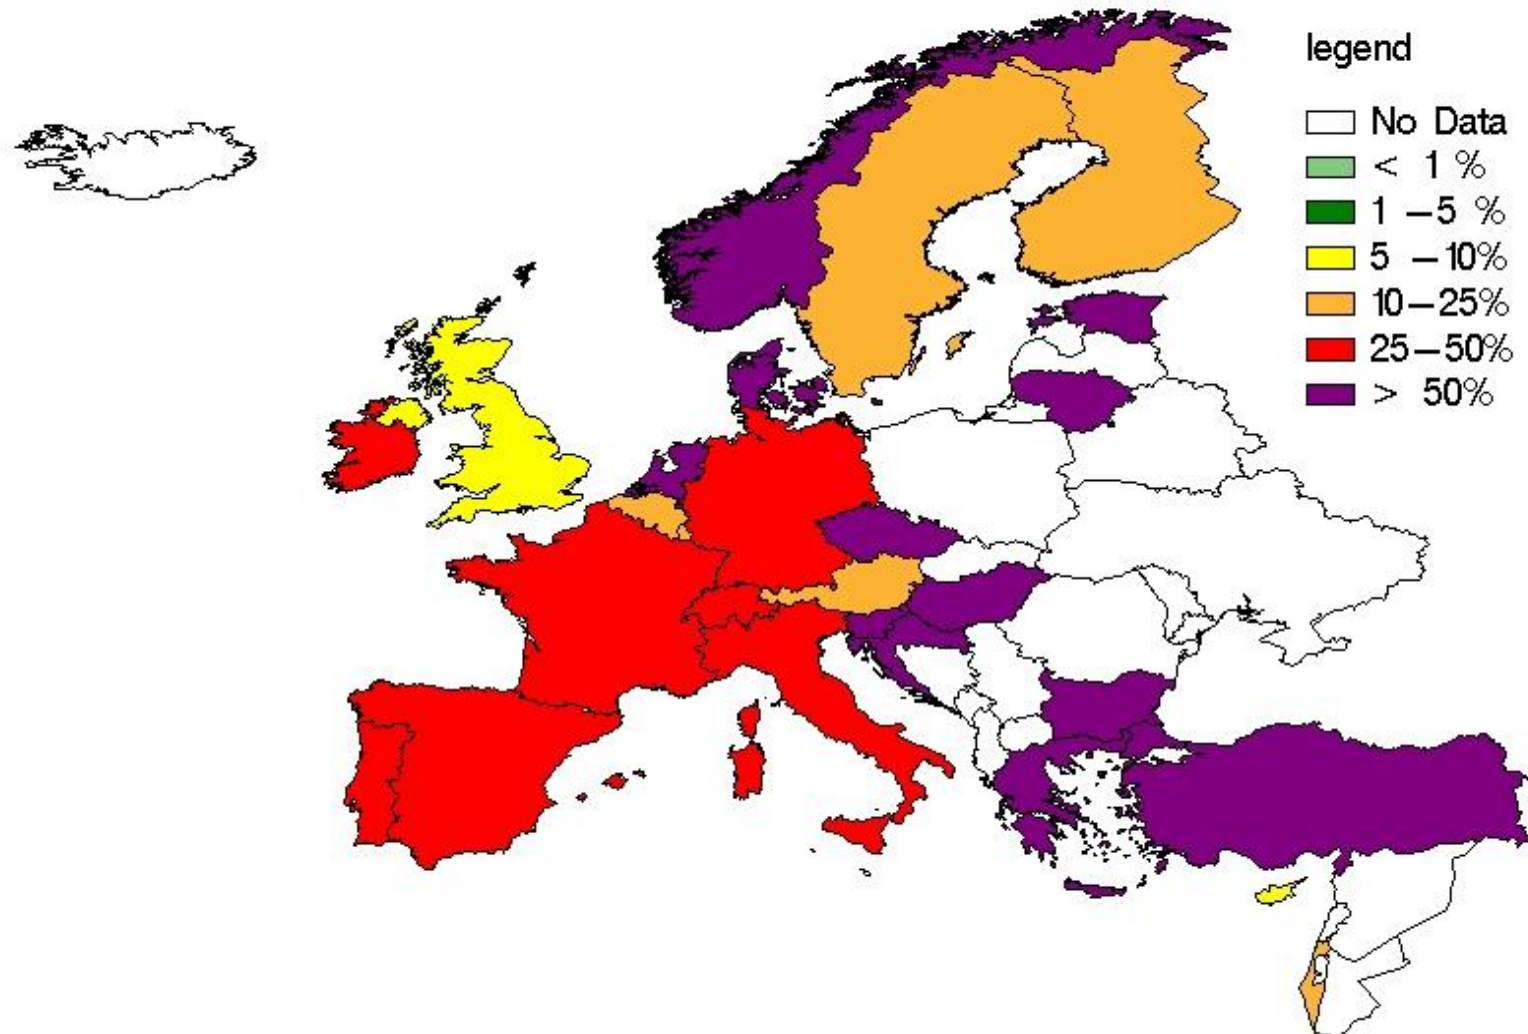 legend
No Data
< 1 %
1 –5 %
5 –10%
10–25%
25–50%
> 50%